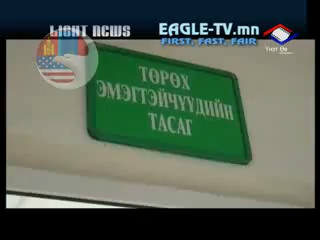 LIGHT NEWS
EAGLE-TV.mn
FIRST, FAST, FAIR
ТӨРӨХ
ЭМЭГТЭЙЧҮҮДИЙН
ТАСАГ